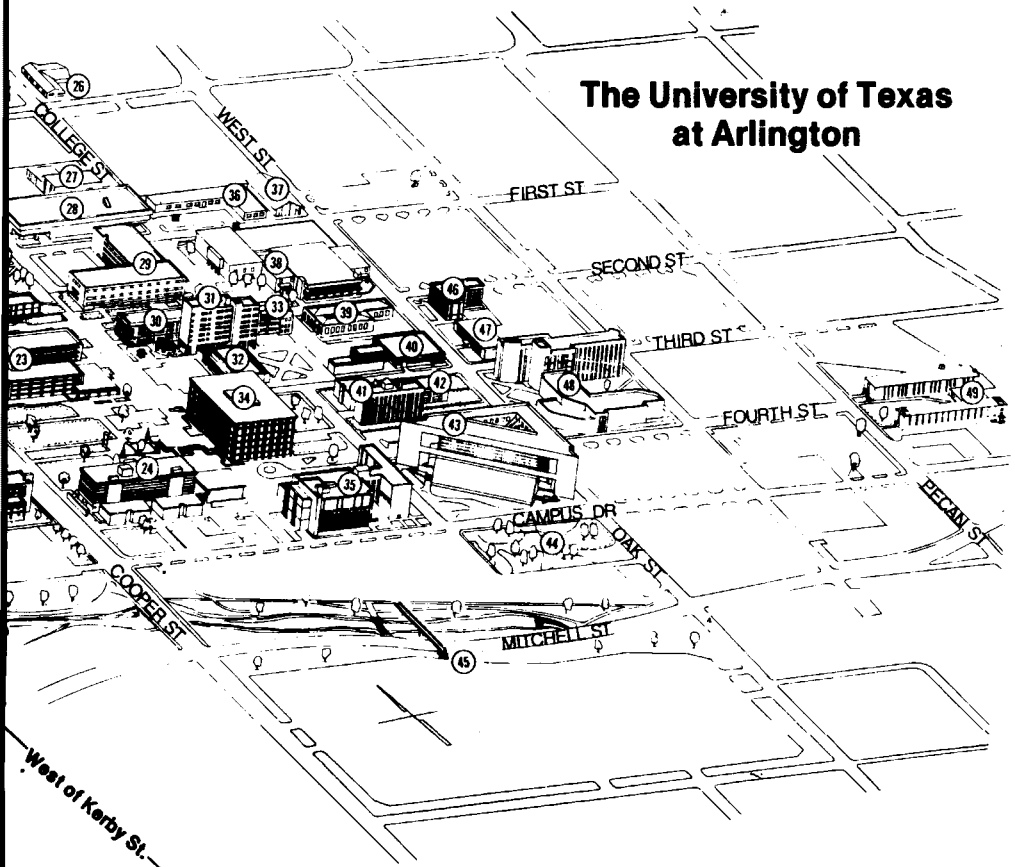 The University of Texas
at Arlington
26
COLLEGE ST
WEST ST
27
28
36
37
FIRST ST
29
38
SECOND ST
30
31
33
39
46
47
THIRD ST
23
32
40
34
41
42
48
49
43
FOURTH ST.
24
35
CAMPUS DR
44
OAK ST.
PECAN ST
COOPER ST
MITCHELL ST
45
West of Kerby St.